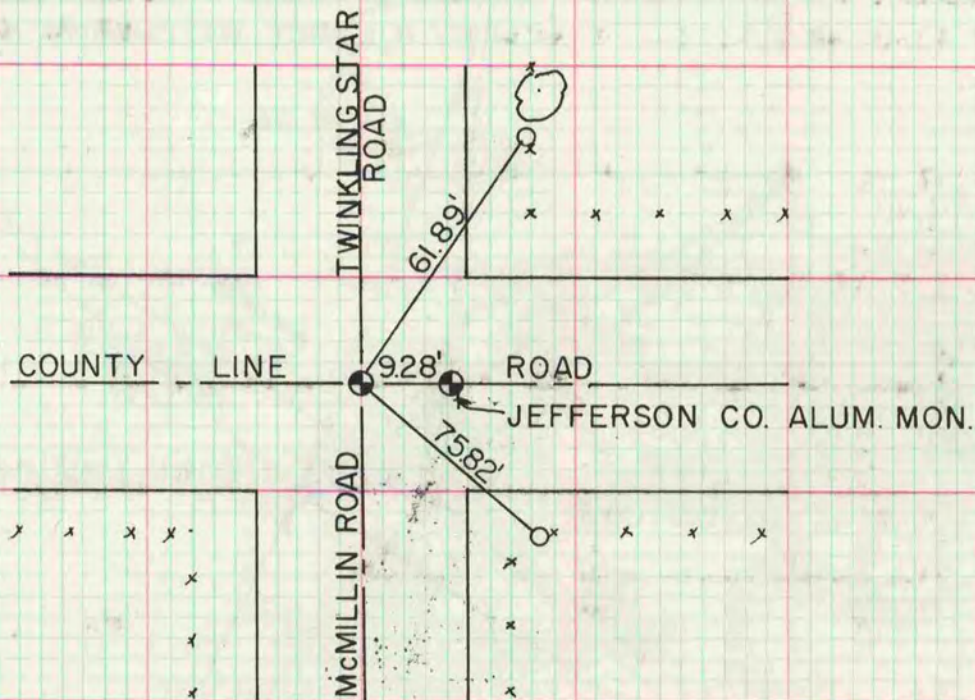 TWINKLING STAR
ROAD
61.89'
COUNTY LINE ROAD
9.28'
JEFFERSON CO. ALUM. MON.
75.82'
McMILLIN ROAD